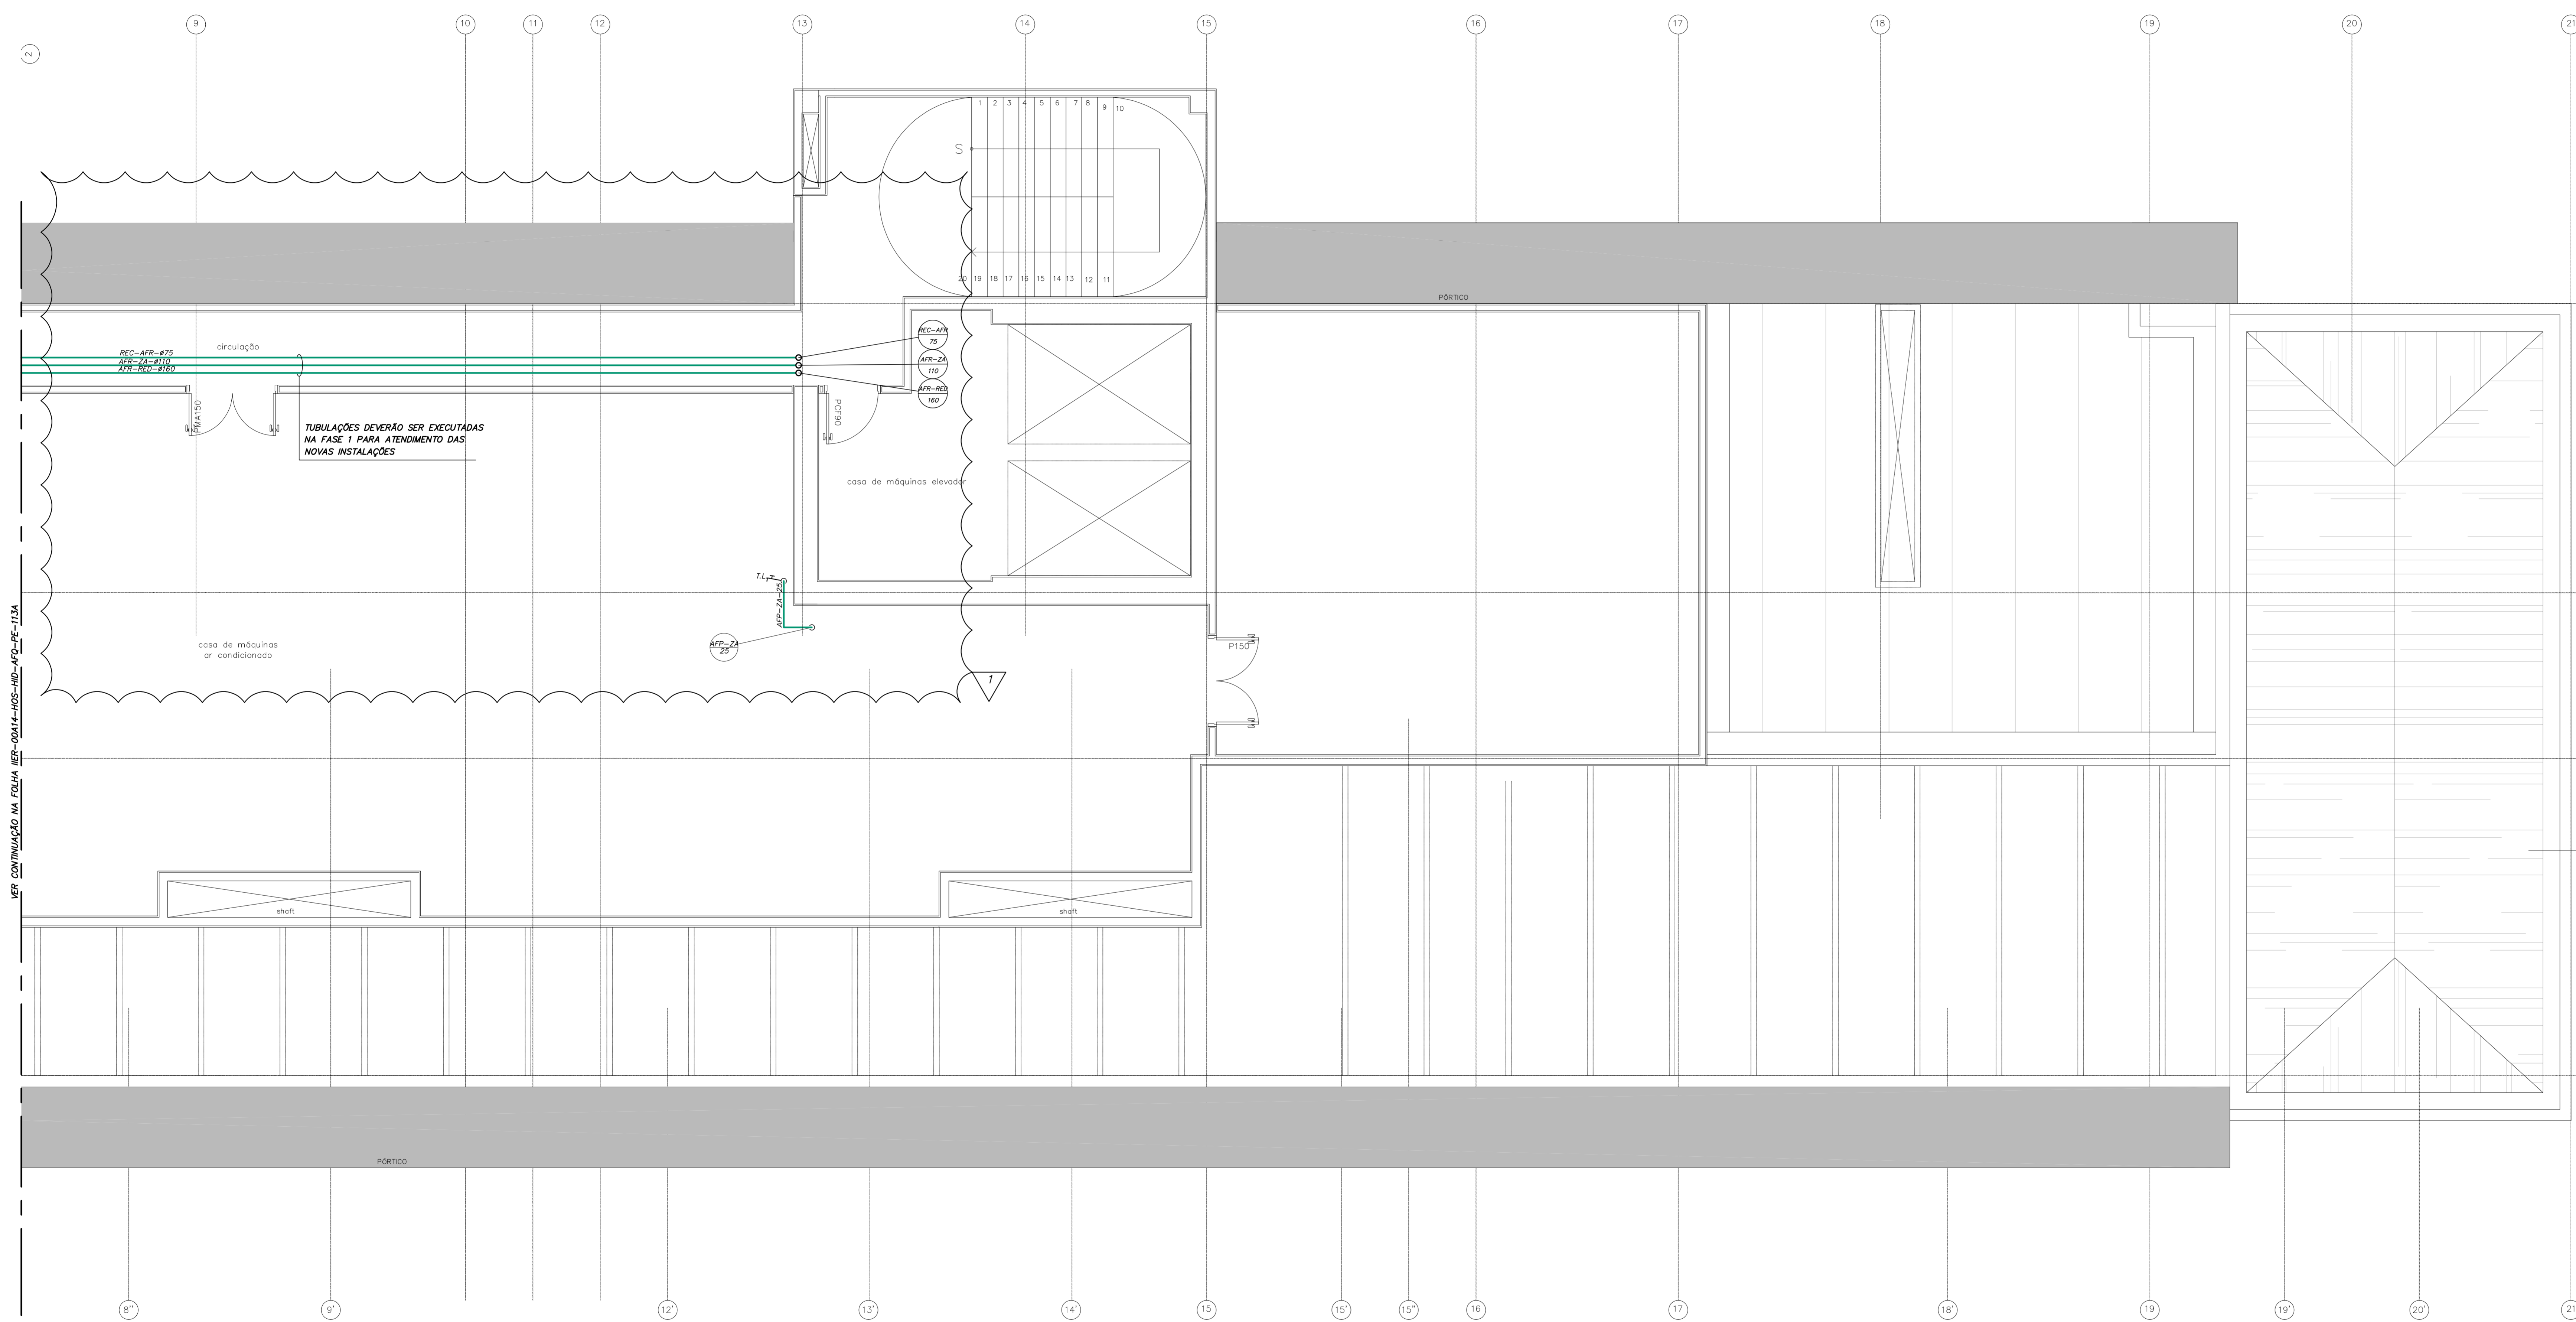 9
10
11
12
13
14
15
16
17
18
19
20
21
2
1 2 3 4 5 6 7 8 9 10
S
20 19 18 17 16 15 14 13 12 11
PÓRTICO
circulação
REC-AFR-ø75
AFR-ZA-ø110
AFR-RED-ø160
REC-AFR
75
AFR-ZA
110
AFR-RED
160
PMA150
PCF90
TUBULAÇÕES DEVERÃO SER EXECUTADAS
NA FASE 1 PARA ATENDIMENTO DAS
NOVAS INSTALAÇÕES
casa de máquinas elevador
T.L.
AFP-ZA-25
AFP-ZA
25
casa de máquinas
ar condicionado
P150
1
VER CONTINUAÇÃO NA FOLHA IIER-00A14-HOS-HID-AFQ-PE-113A
shaft
shaft
PÓRTICO
8''
9'
12'
13'
14'
15
15'
15''
16
17
18'
19
19'
20'
21